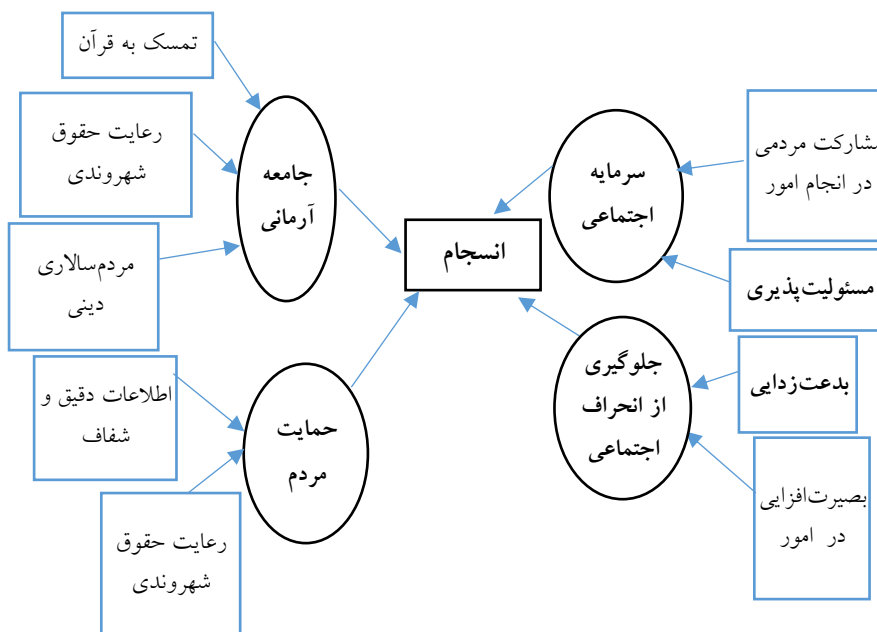 تمسک به قرآن
رعایت حقوق
شهروندی
مردم‌سالاری
دینی
جامعه
آرمانی
سرمایه
اجتماعی
مشارکت مردمی
در انجام امور
مسئولیت‌پذیری
انسجام
اطلاعات دقیق و
شفاف
رعایت حقوق
شهروندی
حمایت
مردم
جلوگیری
از انحراف
اجتماعی
بدعت‌زدایی
بصیرت‌افزایی
در امور